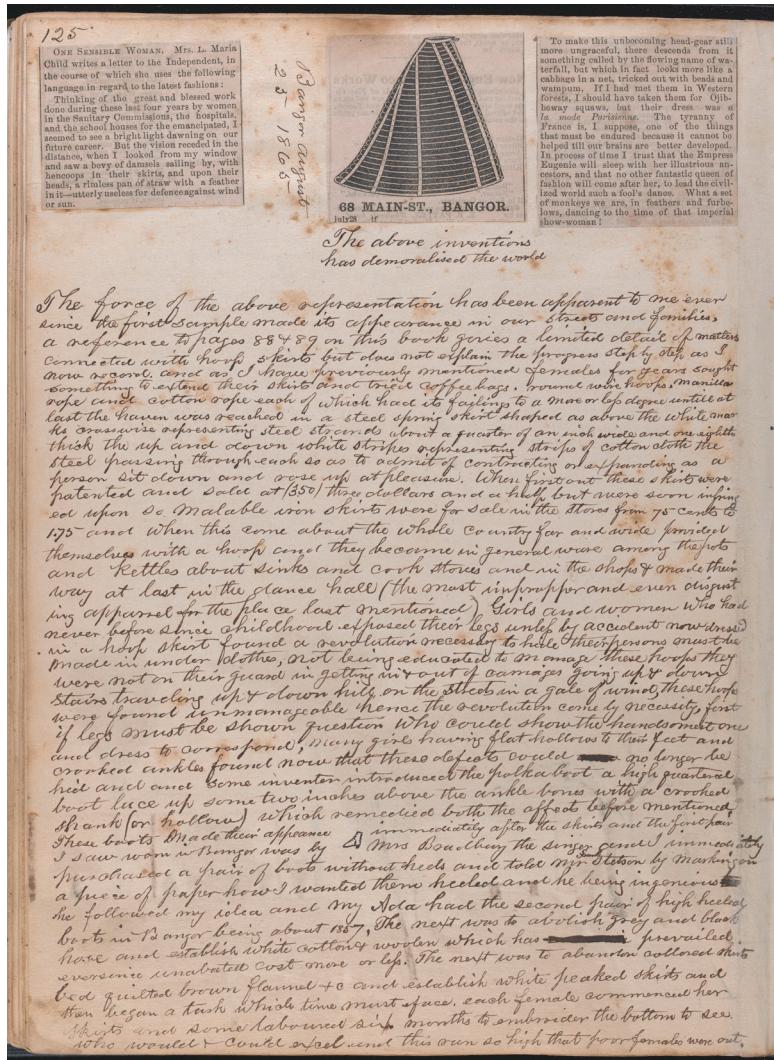 125
ONE SENSIBLE WOMAN. Mrs. L. Maria
Child writes a letter to the Independent, in
the course of which she uses the following
language in regard to the latest fashions:
Thinking of the great and blessed work
done during these last four years by women
in the Sanitary Commissions, the hospitals,
and the school houses for the emancipated, I
seemed to see a bright light dawning on our
future career. But the vision receded in the
distance, when I looked from my window
and saw a bevy of damsels sailing by, with
hencoops in their skirts, and upon their
heads, a rimless pan of straw with a feather
in it—utterly useless for defence against wind
or sun.
Bangor August
25 1865
68 MAIN-ST., BANGOR.
july28 tf
To make this unbecoming head-gear still
more ungraceful, there descends from it
something called by the flowing name of wa-
terfall, but which in fact looks more like a
cabbage in a net, tricked out with beads and
wampum. If I had met them in Western
forests, I should have taken them for Ojib-
beway squaws, but their dress was a
la mode Parisienne. The tyranny of
France is, I suppose, one of the things
that must be endured because it cannot be
helped till our brains are better developed.
In process of time I trust that the Empress
Eugenie will sleep with her illustrious an-
cestors, and that no other fantastic queen of
fashion will come after her, to lead the civil-
ized world such a fool's dance. What a set
of monkeys we are, in feathers and furbe-
lows, dancing to the time of that imperial
show-woman!
The above inventions
has demoralised the world
The force of the above representation has been apparent to me ever
since the first sample made its appearance in our streets and families,
a reference to pages 88 & 89 on this book gives a limited detail of matters
connected with hoop skirts but does not explain the progress step by step as I
now record. and as I have previously mentioned females for years sought
something to extend their skirts and tried coffee bags. round wire hoops, manilla
rope and cotton rope each of which had its failings to a more or less degree untill at
last the haven was reached in a steel spring skirt shaped as above the white mar
ks crosswise representing steel strands about a quarter of an inch wide and one eighth
thick the up and down white stripes representing strips of cotton cloth the
steel passing through each so as to admit of contracting or expanding as a
person sit down and rose up at pleasure. When first out these skirts were
patented and sold at (3.50) three dollars and a half but were soon infring
ed upon so. Malable iron skirts were for sale in the stores from 75 cents to
1.75 and when this come about the whole county far and wide provided
themselves with a hoop and they became in general ware among the pots
and kettles about sinks and cook stoves and in the shops & made their
way at last in the dance hall (the most impropper and even disgust
ing apparrel for the place last mentioned) Girls and women who had
never before since childhood exposed their legs unless by accident now dressed
in a hoop skirt found a revolution necessary to hide their persons must be
made in under clothes, not being educated to manage these hoops they
were not on their guard in getting in & out of carriages going up & down
stairs traveling up & down hill, on the streets in a gale of wind, these hoops
were found unmanageable hence the revolution come by necessity, first
if legs must be shown question who could show the handsomest one
and dress to correspond, many girls having flat hollows to their feet and
crooked ankles found now that these defects could no longer be
hid and and some inventer introduced the polka boot a high quartered
boot lace up some two inches above the ankle bones with a crooked
shank (or hollow) which remedied both the affects before mentioned
These boots made their appeance immediately after the skirts and the first pair
I saw worn in Bangor was by Mrs Bradbury the singer and I immediately
purchased a pair of boots without heels and told Mr Stetson by marking on
a piece of paper how I wanted them heeled and he being ingenious
he followed my idea and my Ada had the second pair of high heeled
boots in Bangor being about 1857, The next was to abolish grey and black
hose and establish white cotton & woolen which has prevailed
eversince unabated cost more or less. The next was to abandon collored skirts
bed quilted brown flannel &c and establish white peaked skirts and
then began a task which time must eface. each female commenced her
skirts and some laboured six months to embroider the bottom to see
who would & could excel and this run so high that poor females were out.